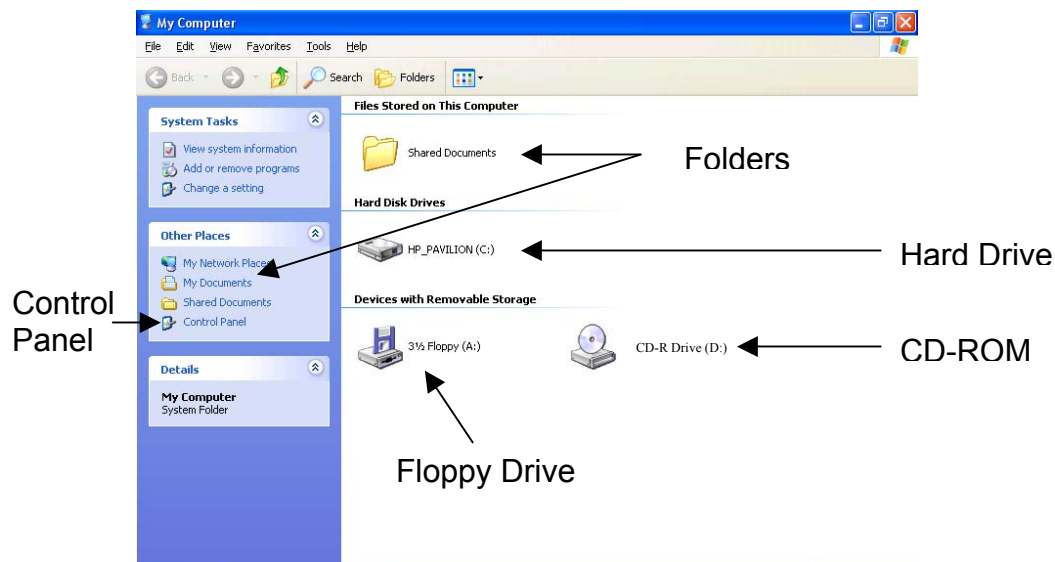 My Computer
File Edit View Favorites Tools Help
Back Search Folders
System Tasks
View system information
Add or remove programs
Change a setting
Other Places
My Network Places
My Documents
Shared Documents
Control Panel
Details
My Computer
System Folder
Files Stored on This Computer
Shared Documents
Hard Disk Drives
HP_PAVILION (C:)
Devices with Removable Storage
3½ Floppy (A:)
CD-R Drive (D:)
Folders
Hard Drive
CD-ROM
Floppy Drive
Control
Panel